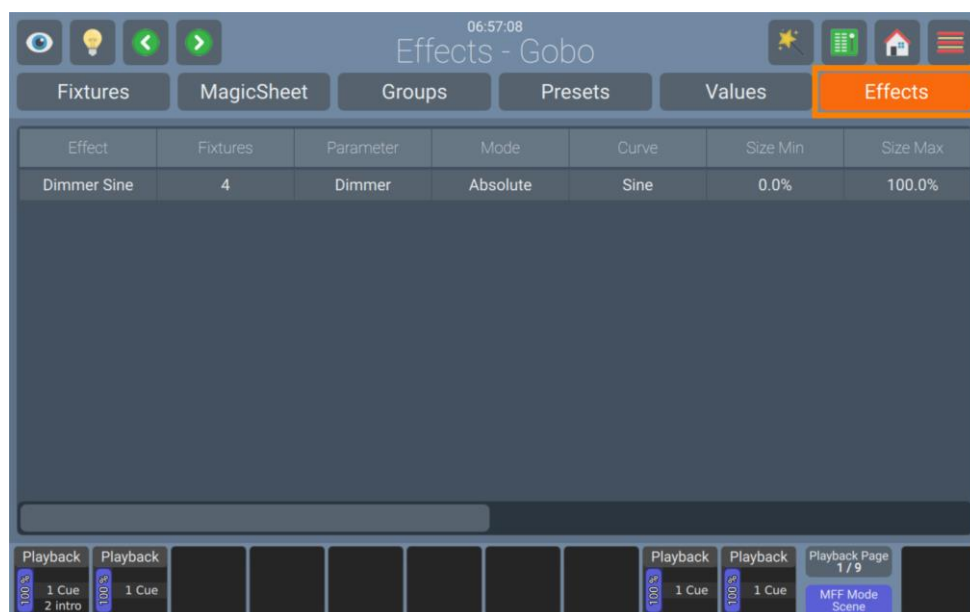 06:57:08
Effects - Gobo
Fixtures MagicSheet Groups Presets Values Effects
Effect Fixtures Parameter Mode Curve Size Min Size Max
Dimmer Sine 4 Dimmer Absolute Sine 0.0% 100.0%
Playback Playback Playback Playback Playback Page
1 / 9
100 % 1 Cue 100 % 1 Cue 100 % 1 Cue 100 % 1 Cue MFF Mode
2 intro Scene